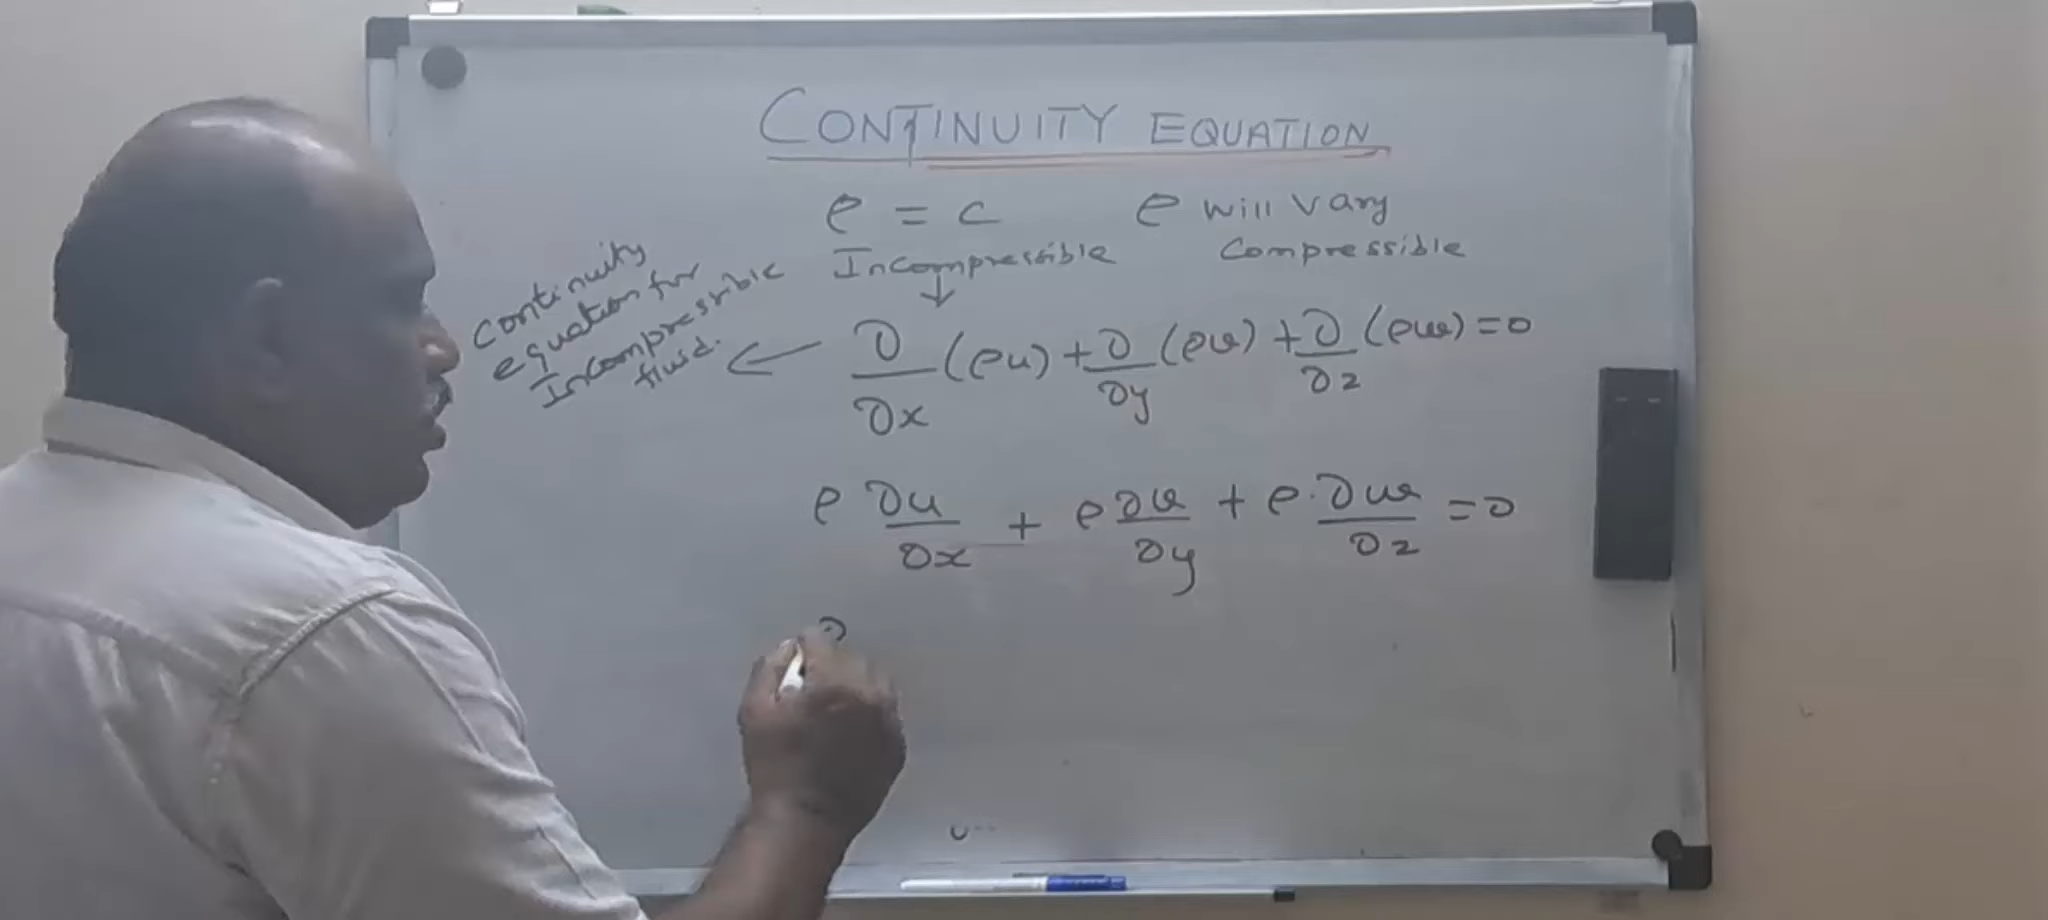 CONTINUITY EQUATION
ρ = c
Incompressible
↓
ρ will vary
Compressible
Continuity
equation for
Incompressible
fluid.
← ∂/∂x (ρu) + ∂/∂y (ρv) + ∂/∂z (ρw) = 0
ρ ∂u/∂x + ρ ∂v/∂y + ρ · ∂w/∂z = 0